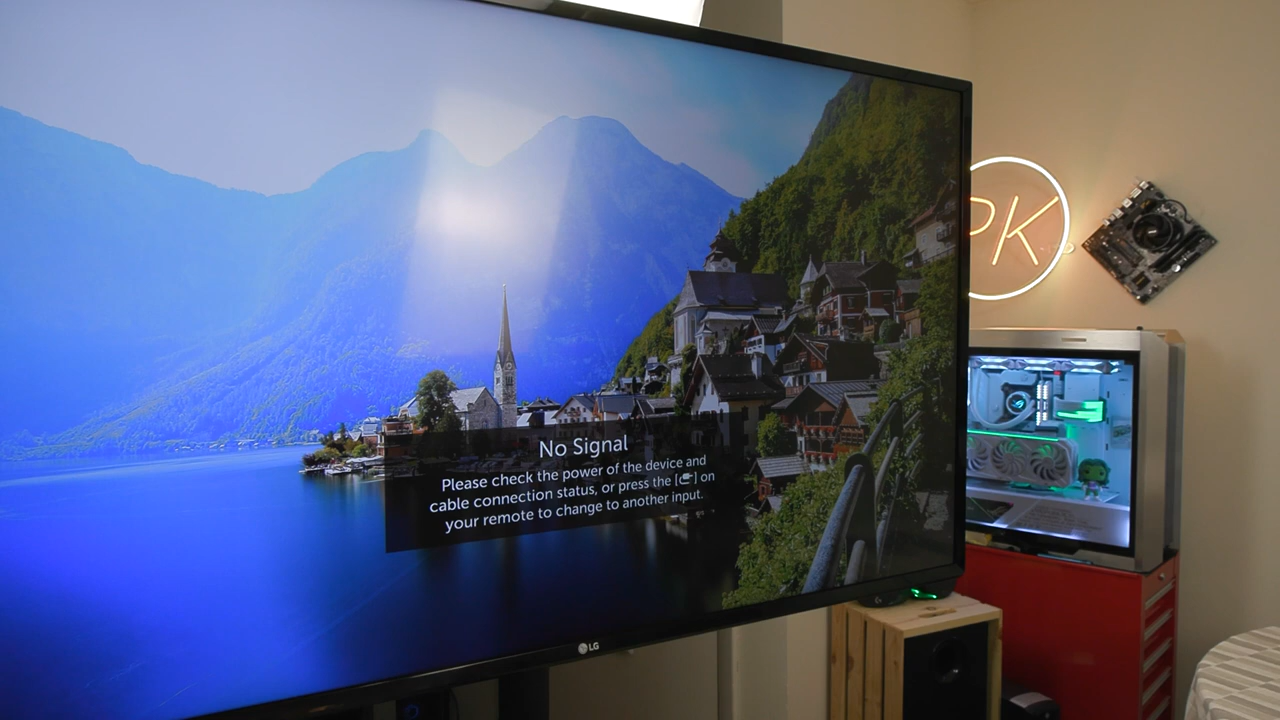 No Signal
Please check the power of the device and
cable connection status, or press the [ ] on
your remote to change to another input.
LG
PK